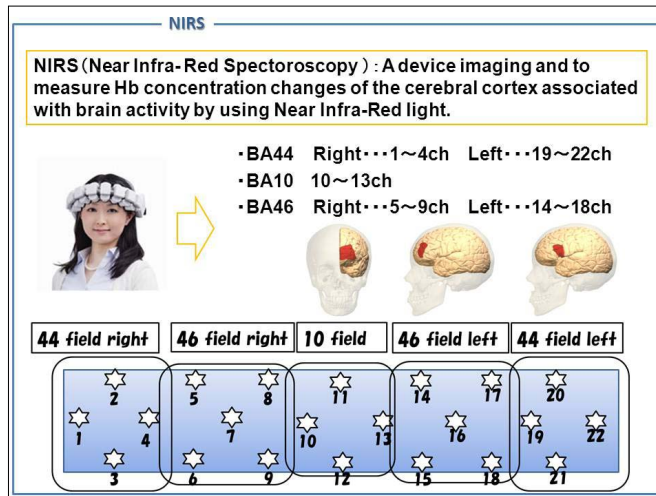 NIRS
NIRS(Near Infra-Red Spectoroscopy): A device imaging and to
measure Hb concentration changes of the cerebral cortex associated
with brain activity by using Near Infra-Red light.
・BA44 Right・・・1~4ch Left・・・19~22ch
・BA10 10~13ch
・BA46 Right・・・5~9ch Left・・・14~18ch
44 field right 46 field right 10 field 46 field left 44 field left
2 5 8 11 14 17 20
1 4 7 10 13 16 19 22
3 6 9 12 15 18 21